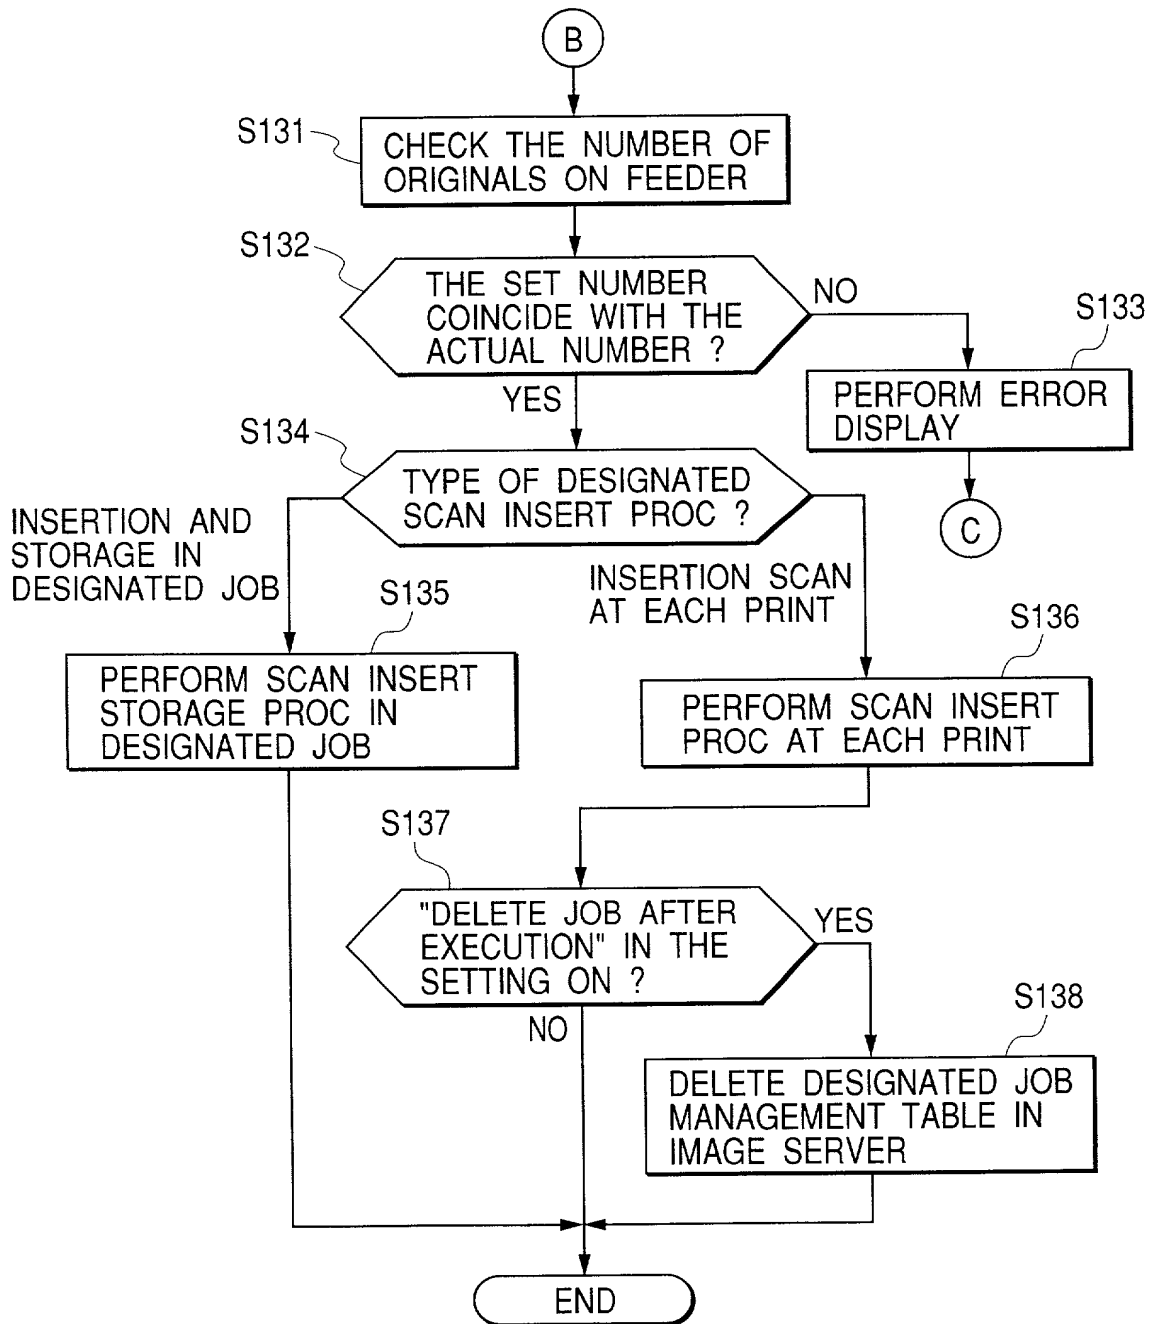 B
S131
CHECK THE NUMBER OF
ORIGINALS ON FEEDER
S132
THE SET NUMBER
COINCIDE WITH THE
ACTUAL NUMBER ?
NO
YES
S133
PERFORM ERROR
DISPLAY
C
S134
TYPE OF DESIGNATED
SCAN INSERT PROC ?
INSERTION AND
STORAGE IN
DESIGNATED JOB
INSERTION SCAN
AT EACH PRINT
S135
PERFORM SCAN INSERT
STORAGE PROC IN
DESIGNATED JOB
S136
PERFORM SCAN INSERT
PROC AT EACH PRINT
S137
"DELETE JOB AFTER
EXECUTION" IN THE
SETTING ON ?
YES
NO
S138
DELETE DESIGNATED JOB
MANAGEMENT TABLE IN
IMAGE SERVER
END